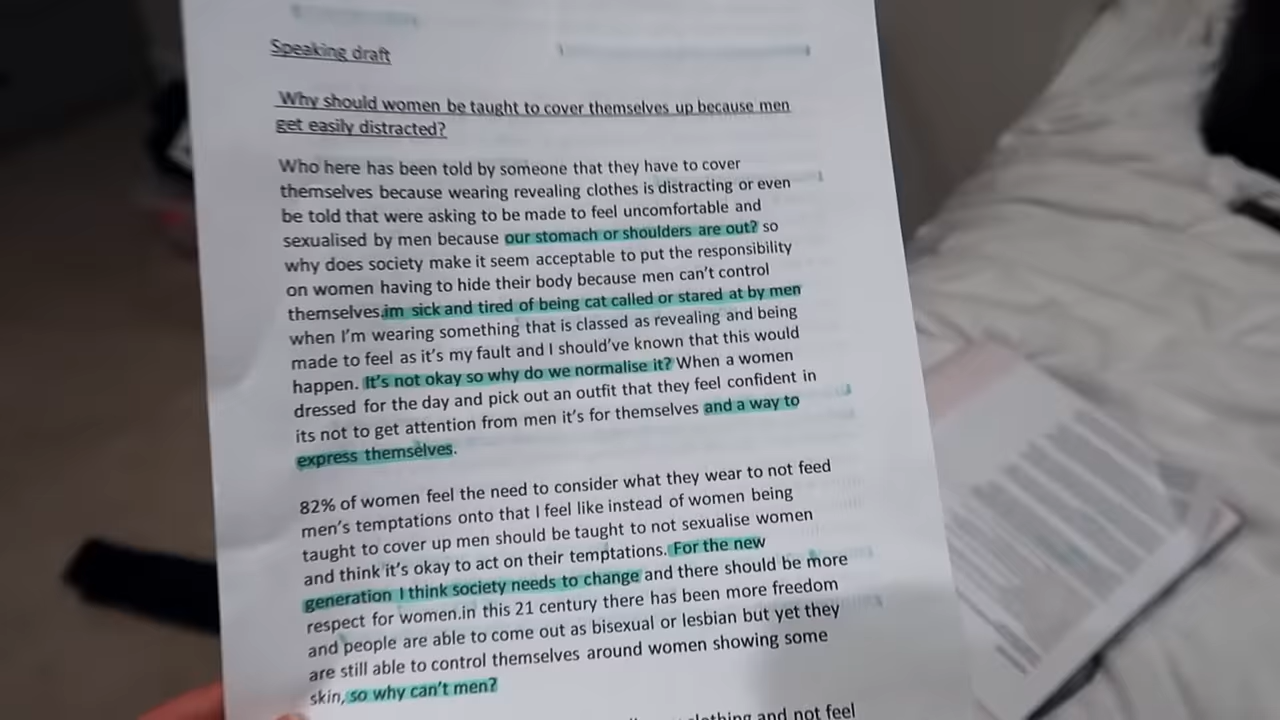 Speaking draft
Why should women be taught to cover themselves up because men
get easily distracted?
Who here has been told by someone that they have to cover
themselves because wearing revealing clothes is distracting or even
be told that were asking to be made to feel uncomfortable and
sexualised by men because our stomach or shoulders are out? so
why does society make it seem acceptable to put the responsibility
on women having to hide their body because men can't control
themselves.im sick and tired of being cat called or stared at by men
when I'm wearing something that is classed as revealing and being
made to feel as it's my fault and I should've known that this would
happen. It's not okay so why do we normalise it? When a women
dressed for the day and pick out an outfit that they feel confident in
its not to get attention from men it's for themselves and a way to
express themselves.
82% of women feel the need to consider what they wear to not feed
men's temptations onto that I feel like instead of women being
taught to cover up men should be taught to not sexualise women
and think it's okay to act on their temptations. For the new
generation I think society needs to change and there should be more
respect for women.in this 21 century there has been more freedom
and people are able to come out as bisexual or lesbian but yet they
are still able to control themselves around women showing some
skin, so why can't men?
clothing and not feel